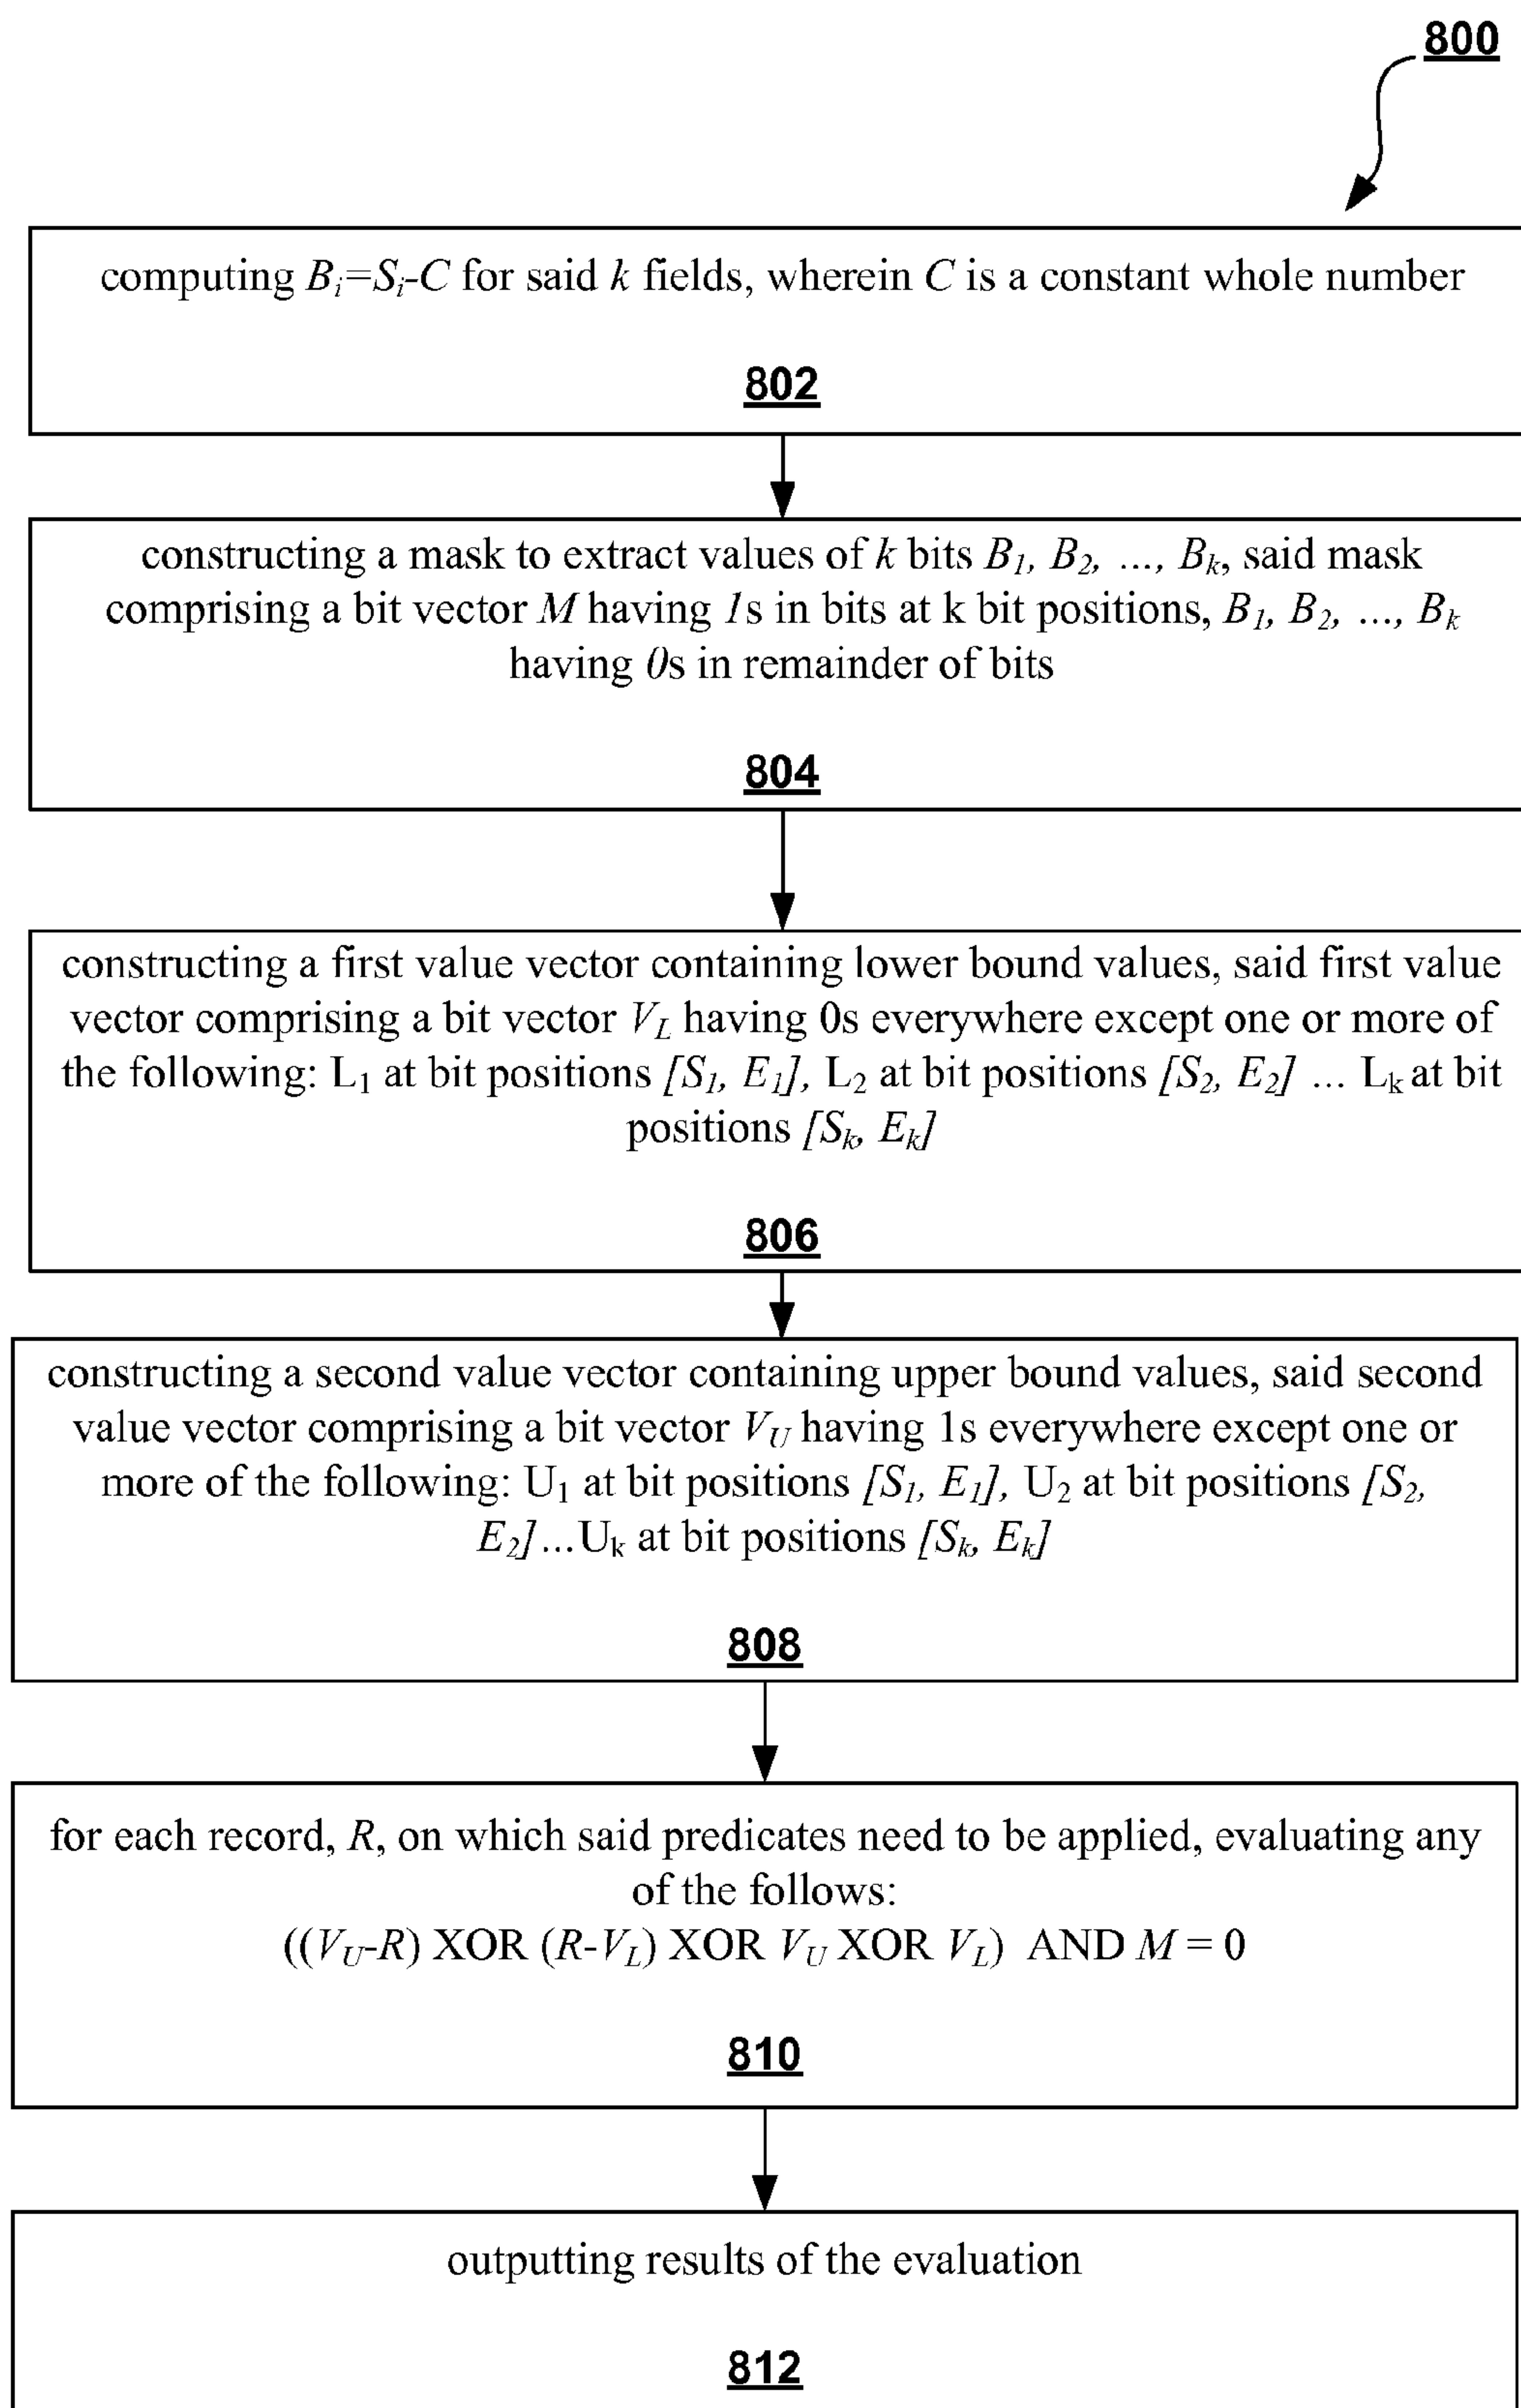 800
computing Bi=Si-C for said k fields, wherein C is a constant whole number
802
constructing a mask to extract values of k bits B1, B2, ..., Bk, said mask
comprising a bit vector M having 1s in bits at k bit positions, B1, B2, ..., Bk
having 0s in remainder of bits
804
constructing a first value vector containing lower bound values, said first value
vector comprising a bit vector VL having 0s everywhere except one or more of
the following: L1 at bit positions [S1, E1], L2 at bit positions [S2, E2] ... Lk at bit
positions [Sk, Ek]
806
constructing a second value vector containing upper bound values, said second
value vector comprising a bit vector VU having 1s everywhere except one or
more of the following: U1 at bit positions [S1, E1], U2 at bit positions [S2,
E2]...Uk at bit positions [Sk, Ek]
808
for each record, R, on which said predicates need to be applied, evaluating any
of the follows:
((VU-R) XOR (R-VL) XOR VU XOR VL) AND M = 0
810
outputting results of the evaluation
812